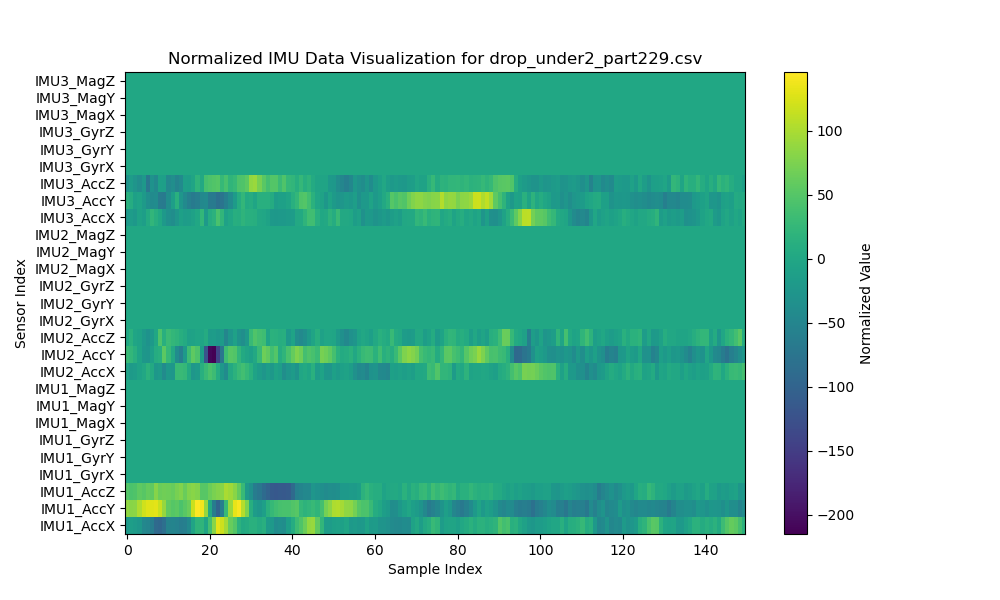 Normalized IMU Data Visualization for drop_under2_part229.csv
Sensor Index
IMU3_MagZ
IMU3_MagY
IMU3_MagX
IMU3_GyrZ
IMU3_GyrY
IMU3_GyrX
IMU3_AccZ
IMU3_AccY
IMU3_AccX
IMU2_MagZ
IMU2_MagY
IMU2_MagX
IMU2_GyrZ
IMU2_GyrY
IMU2_GyrX
IMU2_AccZ
IMU2_AccY
IMU2_AccX
IMU1_MagZ
IMU1_MagY
IMU1_MagX
IMU1_GyrZ
IMU1_GyrY
IMU1_GyrX
IMU1_AccZ
IMU1_AccY
IMU1_AccX
0 20 40 60 80 100 120 140
Sample Index
100
50
0
−50
−100
−150
−200
Normalized Value